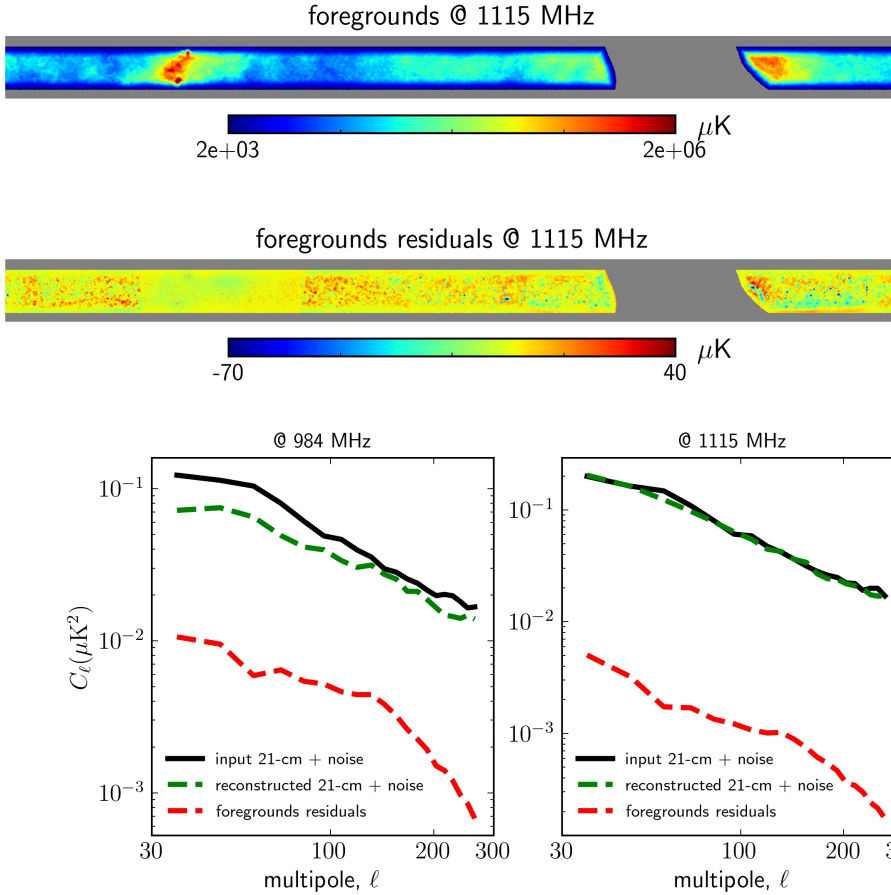 foregrounds @ 1115 MHz
2e+03 2e+06 μK
foregrounds residuals @ 1115 MHz
-70 40 μK
@ 984 MHz
10⁻¹
10⁻²
10⁻³
C_ℓ(μK²)
input 21-cm + noise
reconstructed 21-cm + noise
foregrounds residuals
30 100 200 300
multipole, ℓ
@ 1115 MHz
10⁻¹
10⁻²
10⁻³
input 21-cm + noise
reconstructed 21-cm + noise
foregrounds residuals
30 100 200 3
multipole, ℓ